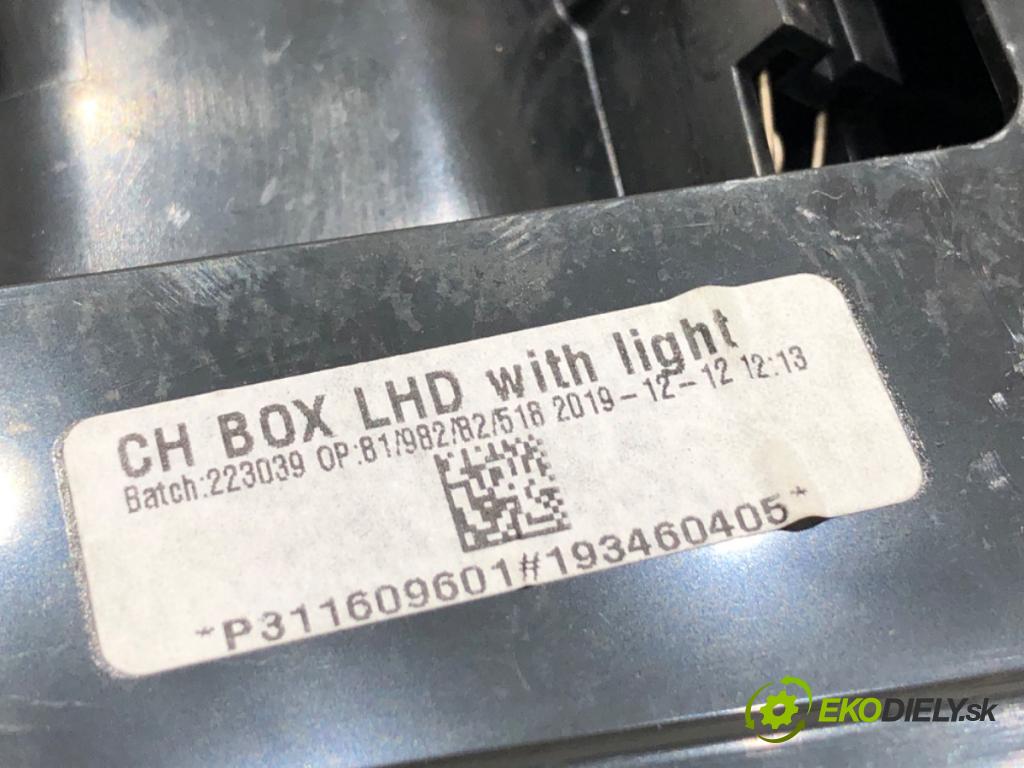 CH BOX LHD with light
Batch:223039 OP:81/982/82/518 2019-12-12 12:13
*P311609601#193460405*
EKODIELY.sk